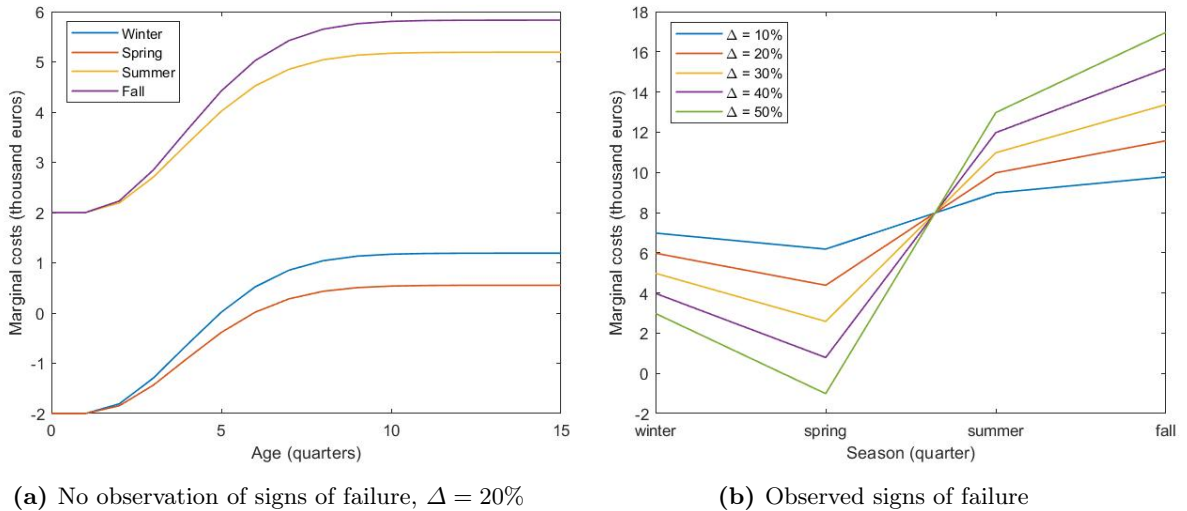 6
5
4
3
2
1
0
-1
-2
Marginal costs (thousand euros)
Winter
Spring
Summer
Fall
0
5
10
15
Age (quarters)
(a) No observation of signs of failure, Δ = 20%
18
16
14
12
10
8
6
4
2
0
-2
Marginal costs (thousand euros)
Δ = 10%
Δ = 20%
Δ = 30%
Δ = 40%
Δ = 50%
winter
spring
summer
fall
Season (quarter)
(b) Observed signs of failure